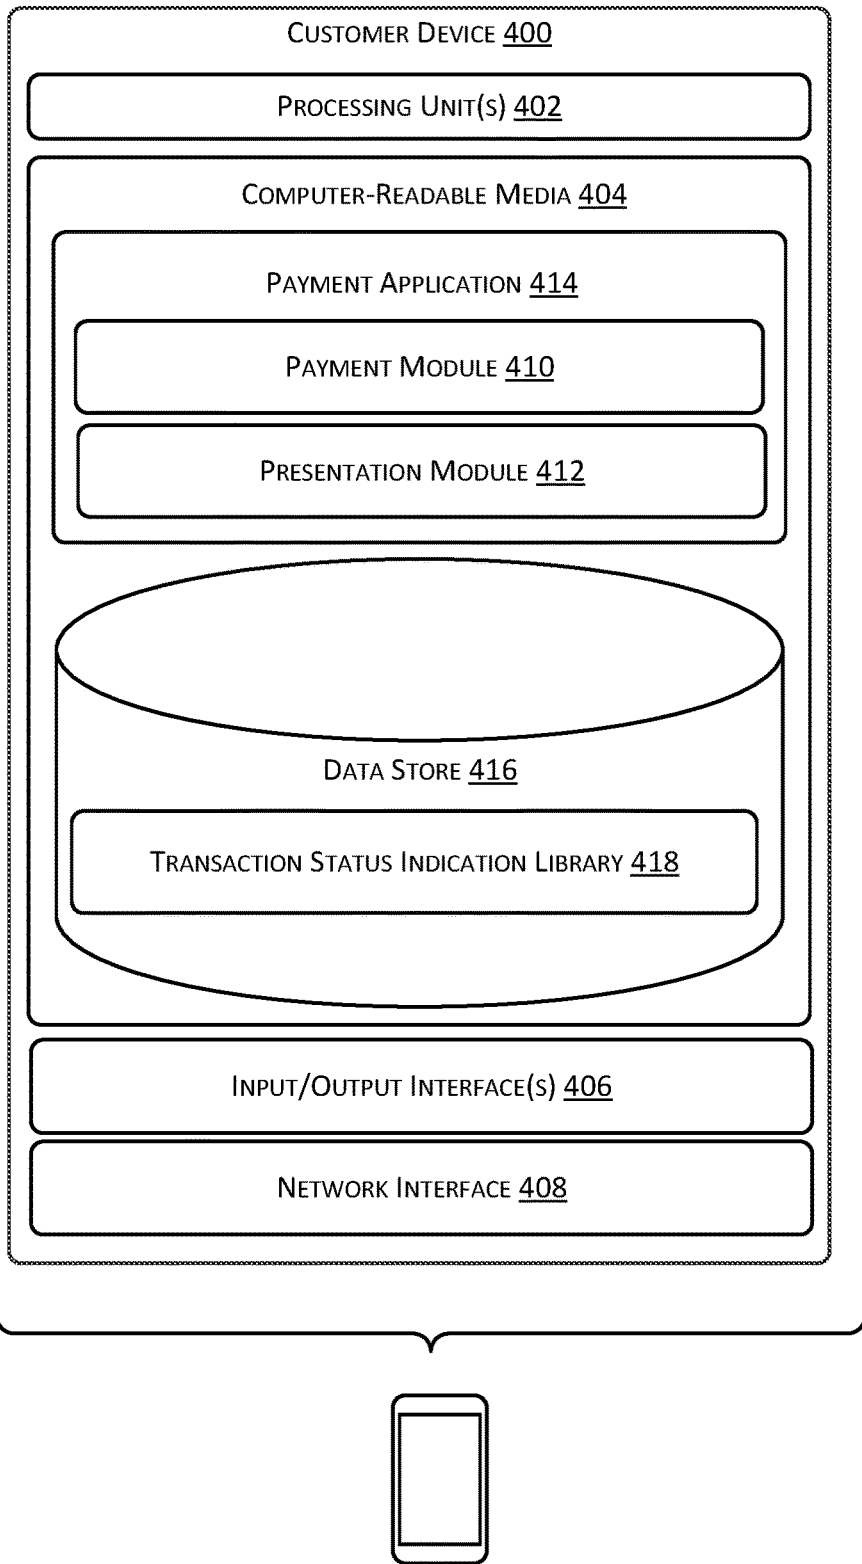 CUSTOMER DEVICE 400
PROCESSING UNIT(S) 402
COMPUTER-READABLE MEDIA 404
PAYMENT APPLICATION 414
PAYMENT MODULE 410
PRESENTATION MODULE 412
DATA STORE 416
TRANSACTION STATUS INDICATION LIBRARY 418
INPUT/OUTPUT INTERFACE(S) 406
NETWORK INTERFACE 408